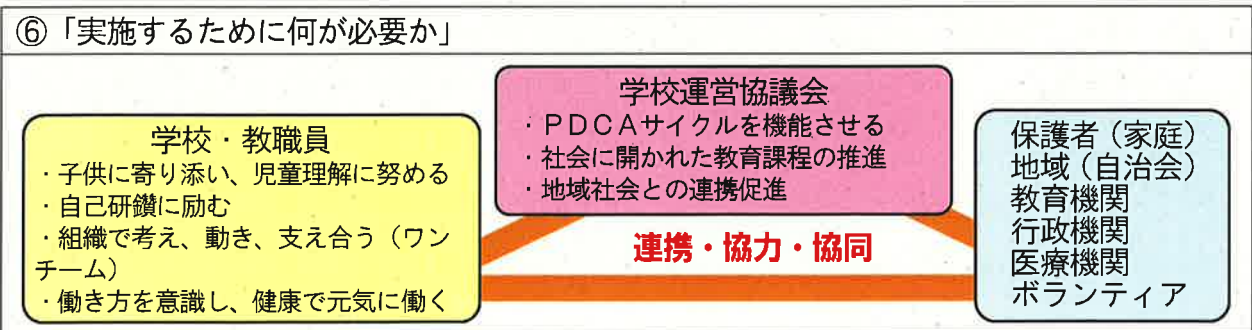 ⑥「実施するために何が必要か」
学校・教職員
・子供に寄り添い、児童理解に努める
・自己研鑽に励む
・組織で考え、動き、支え合う（ワン
チーム）
・働き方を意識し、健康で元気に働く
学校運営協議会
・ＰＤＣＡサイクルを機能させる
・社会に開かれた教育課程の推進
・地域社会との連携促進
連携・協力・協同
保護者（家庭）
地域（自治会）
教育機関
行政機関
医療機関
ボランティア